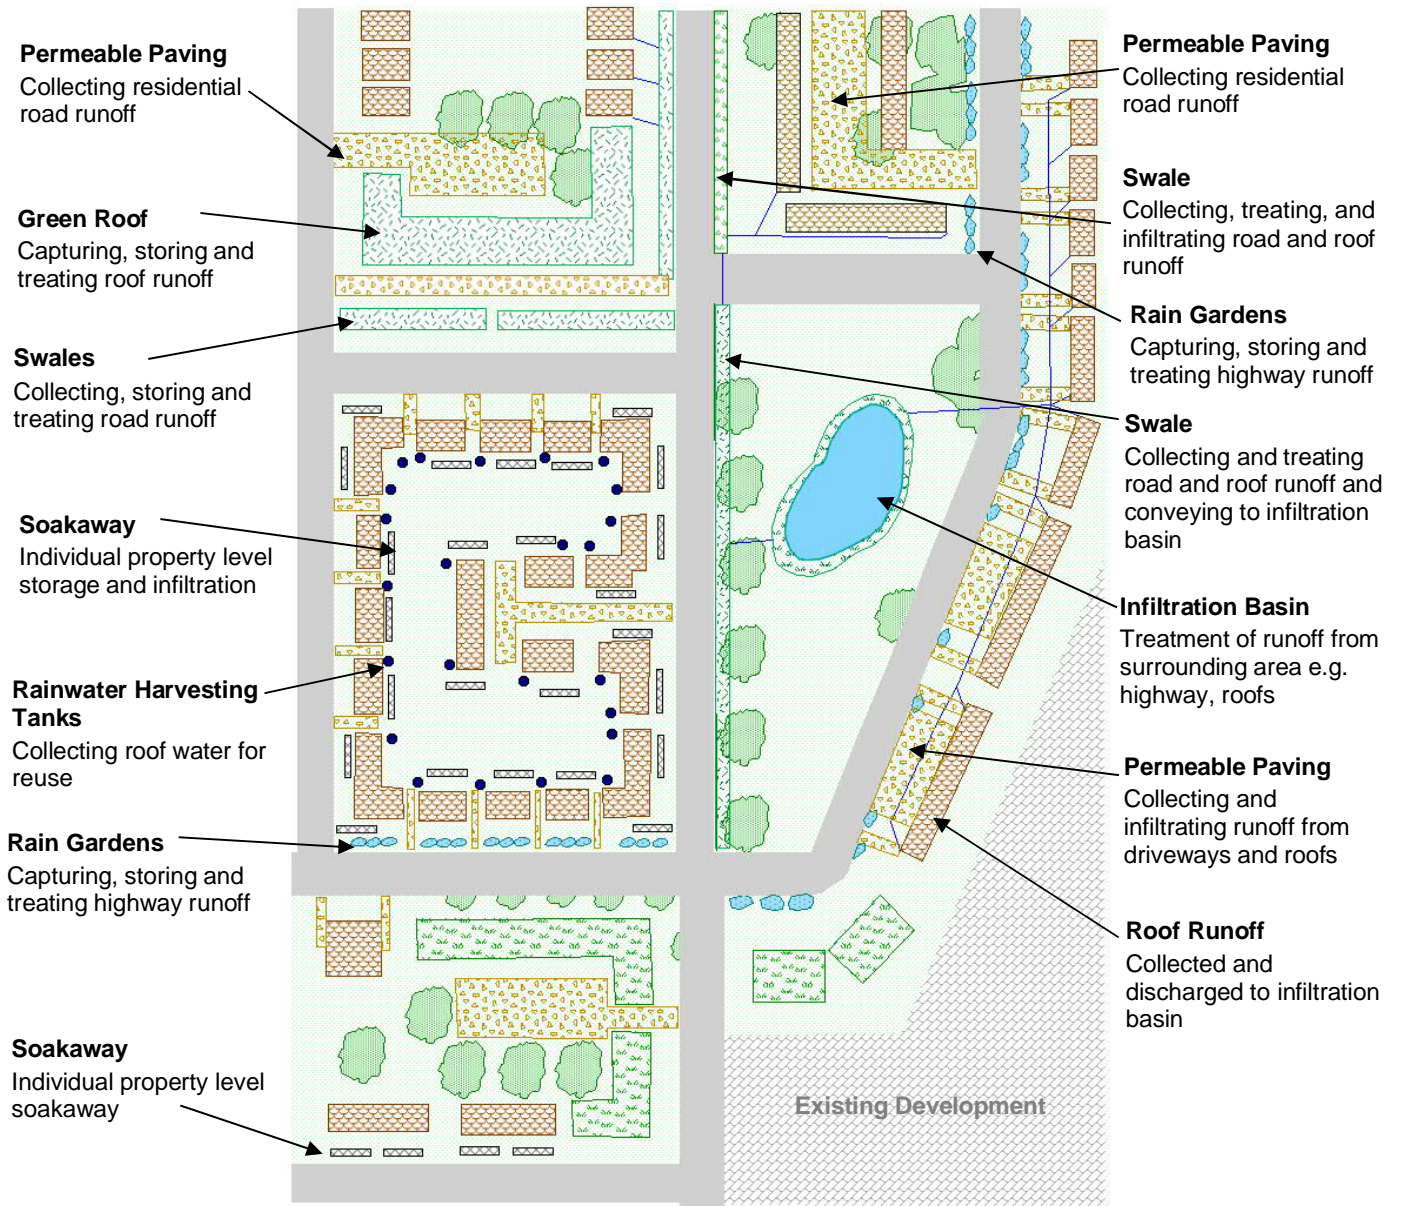 Permeable Paving
Collecting residential
road runoff
Green Roof
Capturing, storing and
treating roof runoff
Swales
Collecting, storing and
treating road runoff
Soakaway
Individual property level
storage and infiltration
Rainwater Harvesting
Tanks
Collecting roof water for
reuse
Rain Gardens
Capturing, storing and
treating highway runoff
Soakaway
Individual property level
soakaway
Permeable Paving
Collecting residential
road runoff
Swale
Collecting, treating, and
infiltrating road and roof
runoff
Rain Gardens
Capturing, storing and
treating highway runoff
Swale
Collecting and treating
road and roof runoff and
conveying to infiltration
basin
Infiltration Basin
Treatment of runoff from
surrounding area e.g.
highway, roofs
Permeable Paving
Collecting and
infiltrating runoff from
driveways and roofs
Roof Runoff
Collected and
discharged to infiltration
basin
Existing Development